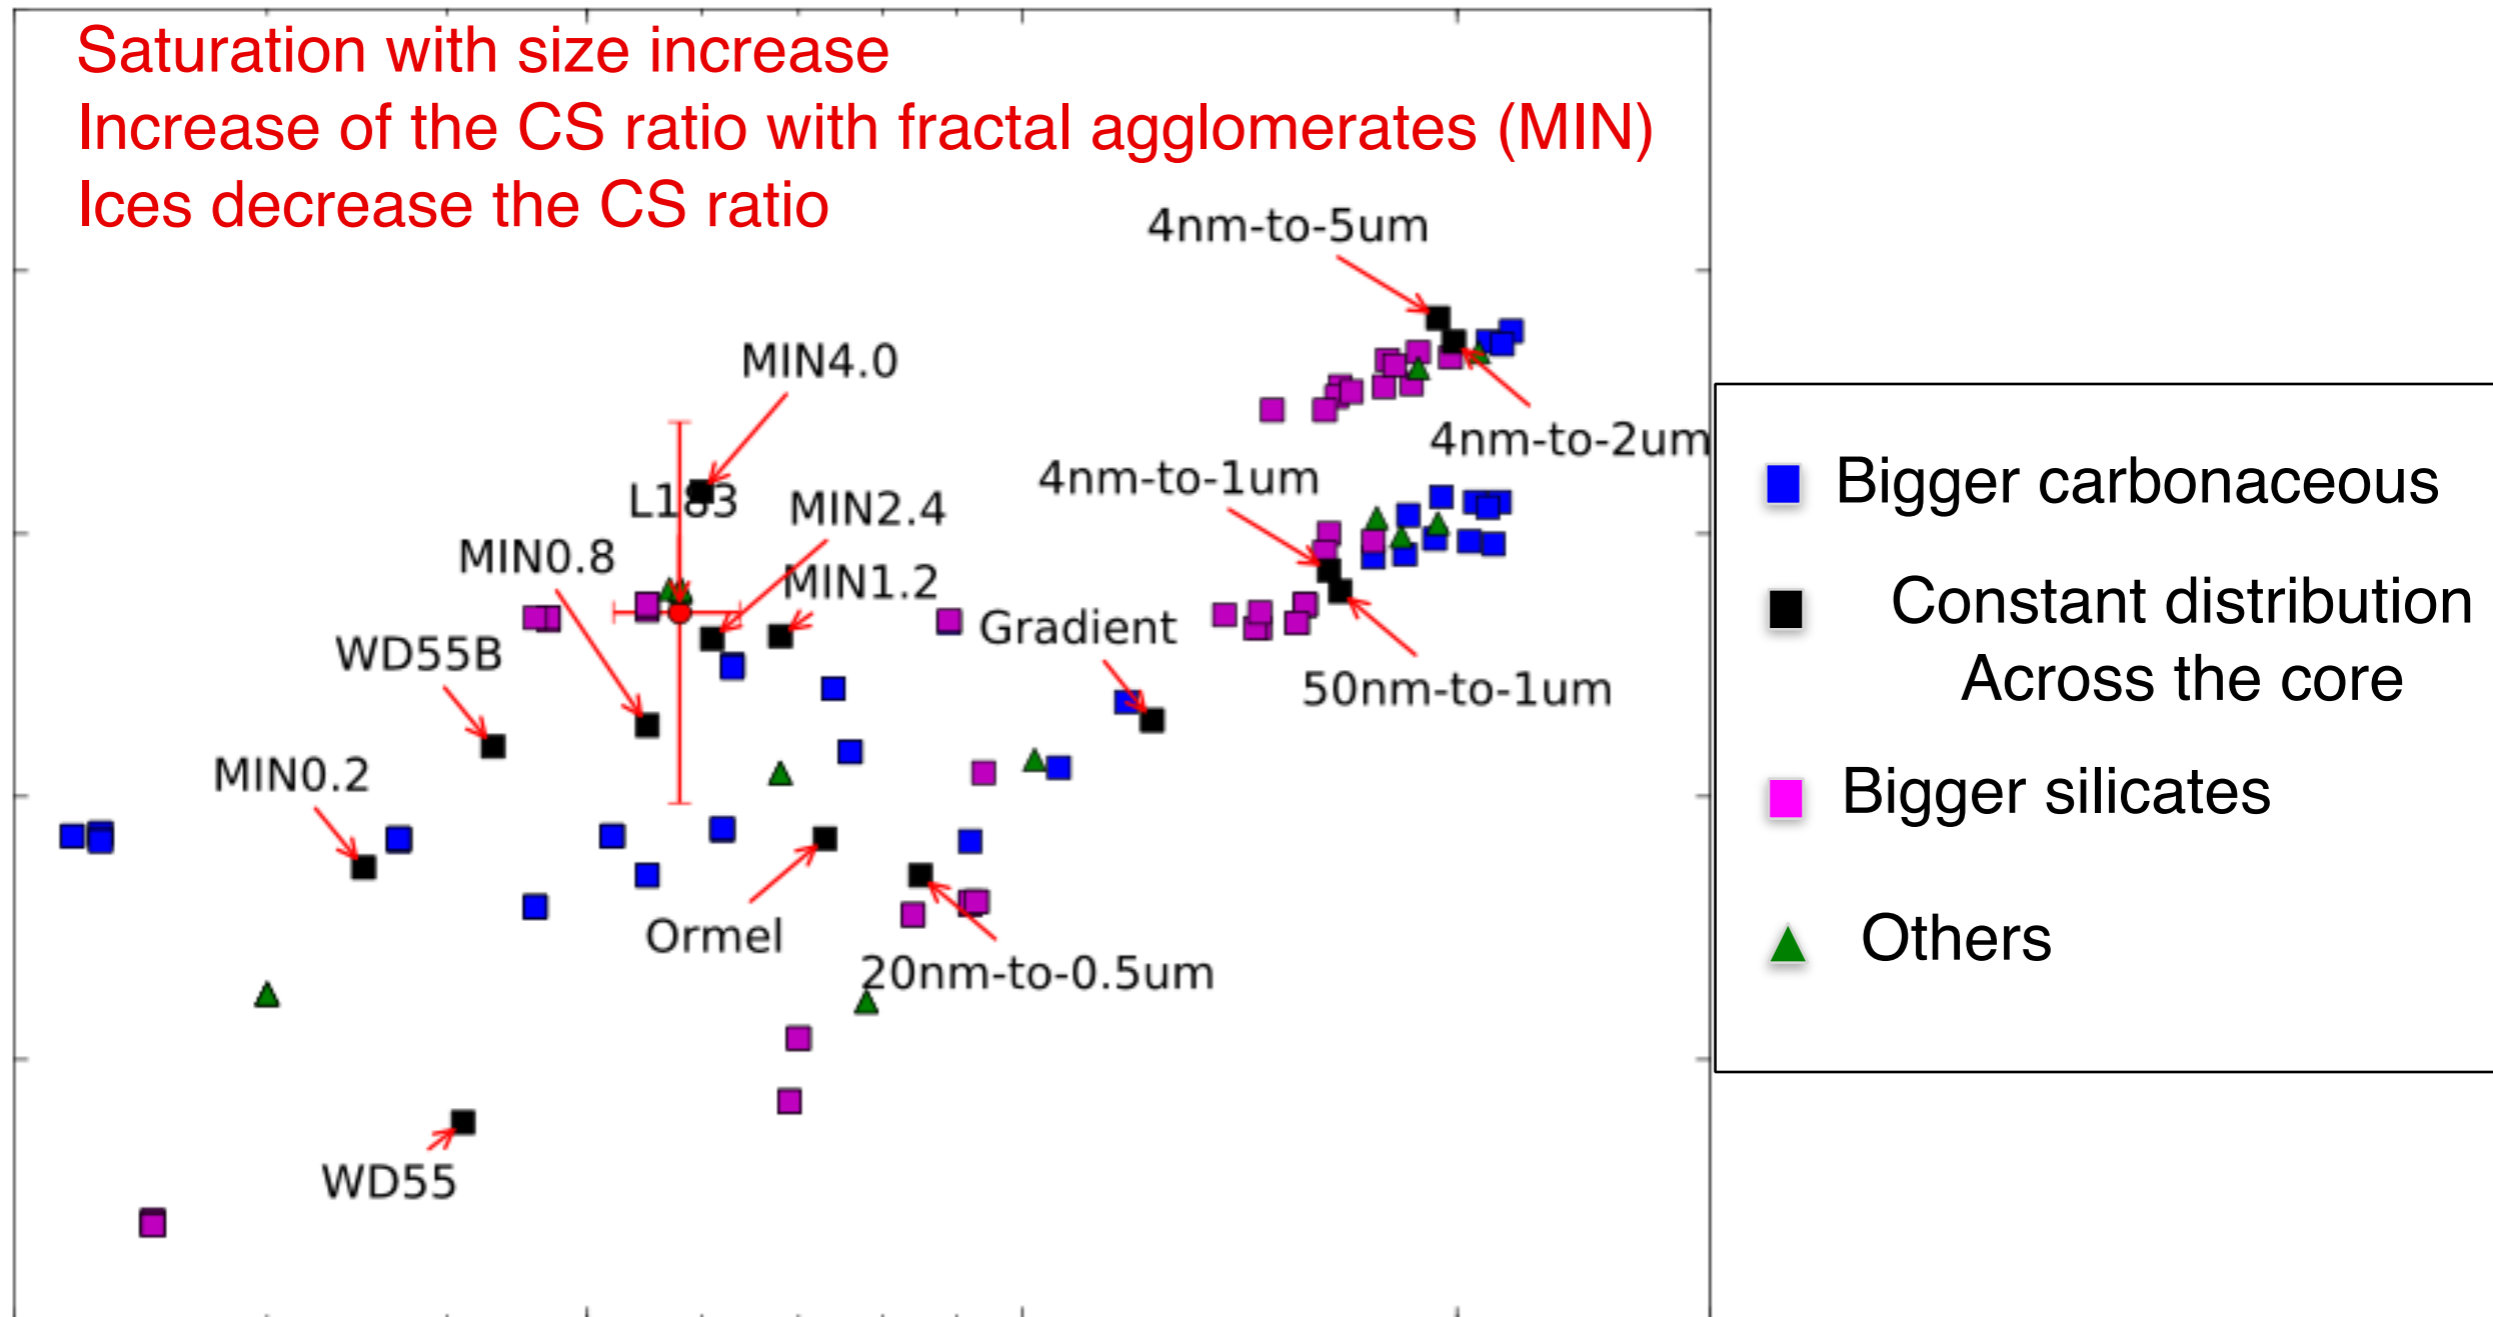 Saturation with size increase
Increase of the CS ratio with fractal agglomerates (MIN)
Ices decrease the CS ratio
4nm-to-5um
MIN4.0
4nm-to-2um
4nm-to-1um
L183
MIN2.4
MIN0.8
MIN1.2
Gradient
WD55B
50nm-to-1um
MIN0.2
Ormel
20nm-to-0.5um
WD55
Bigger carbonaceous
Constant distribution
Across the core
Bigger silicates
Others